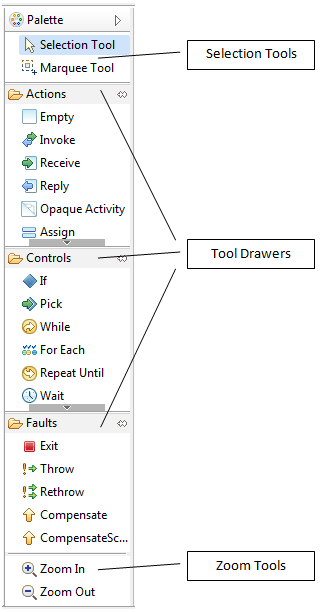 Palette
Selection Tool
Marquee Tool
Selection Tools
Actions
Empty
Invoke
Receive
Reply
Opaque Activity
Assign
Tool Drawers
Controls
If
Pick
While
For Each
Repeat Until
Wait
Faults
Exit
Throw
Rethrow
Compensate
CompensateSc...
Zoom In
Zoom Out
Zoom Tools